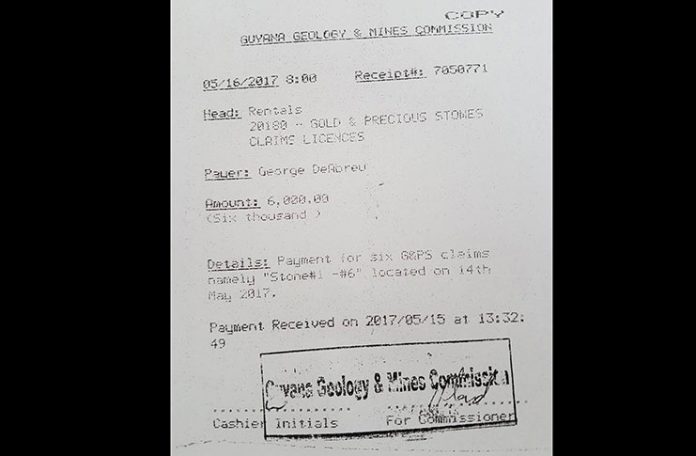 COPY
GUYANA GEOLOGY & MINES COMMISSION
05/16/2017 8:00 Receipt#: 7050771
Head: Rentals
20180 - GOLD & PRECIOUS STONES
CLAIMS LICENCES
Payer: George DeAbreu
Amount: 6,000.00
(Six thousand )
Details: Payment for six G&PS claims
namely "Stone#1 -#6" located on 14th
May 2017.
Payment Received on 2017/05/15 at 13:32:
49
Guyana Geology & Mines Commission
Cashier Initials For Commissioner